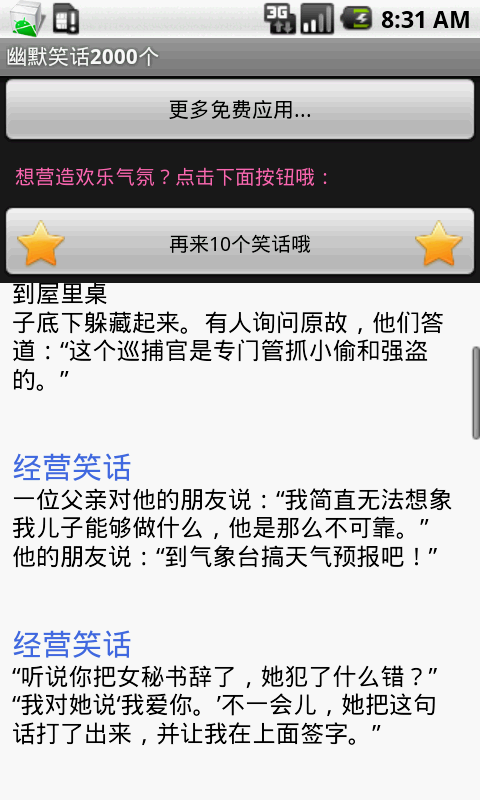 3G
8:31 AM
幽默笑话2000个
更多免费应用...
想营造欢乐气氛？点击下面按钮哦：
再来10个笑话哦
到屋里桌
子底下躲藏起来。有人询问原故，他们答
道：“这个巡捕官是专门管抓小偷和强盗
的。”
经营笑话
一位父亲对他的朋友说：“我简直无法想象
我儿子能够做什么，他是那么不可靠。”
他的朋友说：“到气象台搞天气预报吧！”
经营笑话
“听说你把女秘书辞了，她犯了什么错？”
“我对她说‘我爱你。’不一会儿，她把这句
话打了出来，并让我在上面签字。”